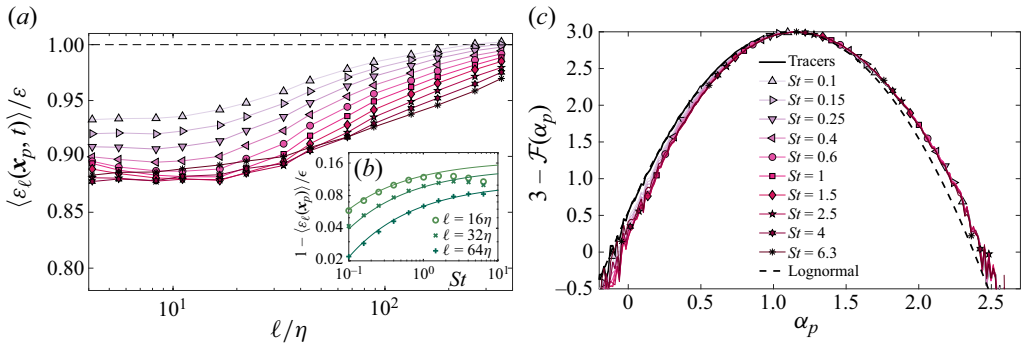 (a)
1.00
0.95
0.90
0.85
0.80
⟨ε_ℓ(x_p, t)⟩/ε
10^1
10^2
ℓ/η
(b)
0.16
0.08
0.04
0.02
1 − ⟨ε_ℓ(x_p)⟩/ϵ
ℓ = 16η
ℓ = 32η
ℓ = 64η
10^−1
10^0
10^1
St
(c)
3.0
2.5
2.0
1.5
1.0
0.5
0
−0.5
3 − F(α_p)
Tracers
St = 0.1
St = 0.15
St = 0.25
St = 0.4
St = 0.6
St = 1
St = 1.5
St = 2.5
St = 4
St = 6.3
Lognormal
0
0.5
1.0
1.5
2.0
2.5
α_p